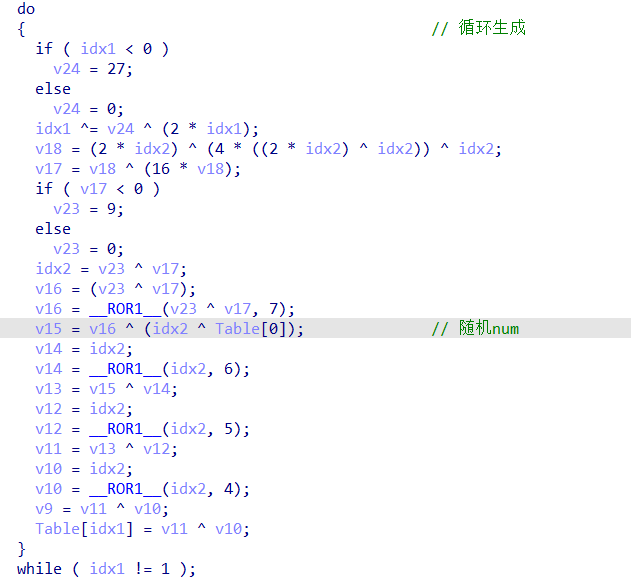 do
{ // 循环生成
if ( idx1 < 0 )
v24 = 27;
else
v24 = 0;
idx1 ^= v24 ^ (2 * idx1);
v18 = (2 * idx2) ^ (4 * ((2 * idx2) ^ idx2)) ^ idx2;
v17 = v18 ^ (16 * v18);
if ( v17 < 0 )
v23 = 9;
else
v23 = 0;
idx2 = v23 ^ v17;
v16 = (v23 ^ v17);
v16 = __ROR1__(v23 ^ v17, 7);
v15 = v16 ^ (idx2 ^ Table[0]); // 随机num
v14 = idx2;
v14 = __ROR1__(idx2, 6);
v13 = v15 ^ v14;
v12 = idx2;
v12 = __ROR1__(idx2, 5);
v11 = v13 ^ v12;
v10 = idx2;
v10 = __ROR1__(idx2, 4);
v9 = v11 ^ v10;
Table[idx1] = v11 ^ v10;
}
while ( idx1 != 1 );